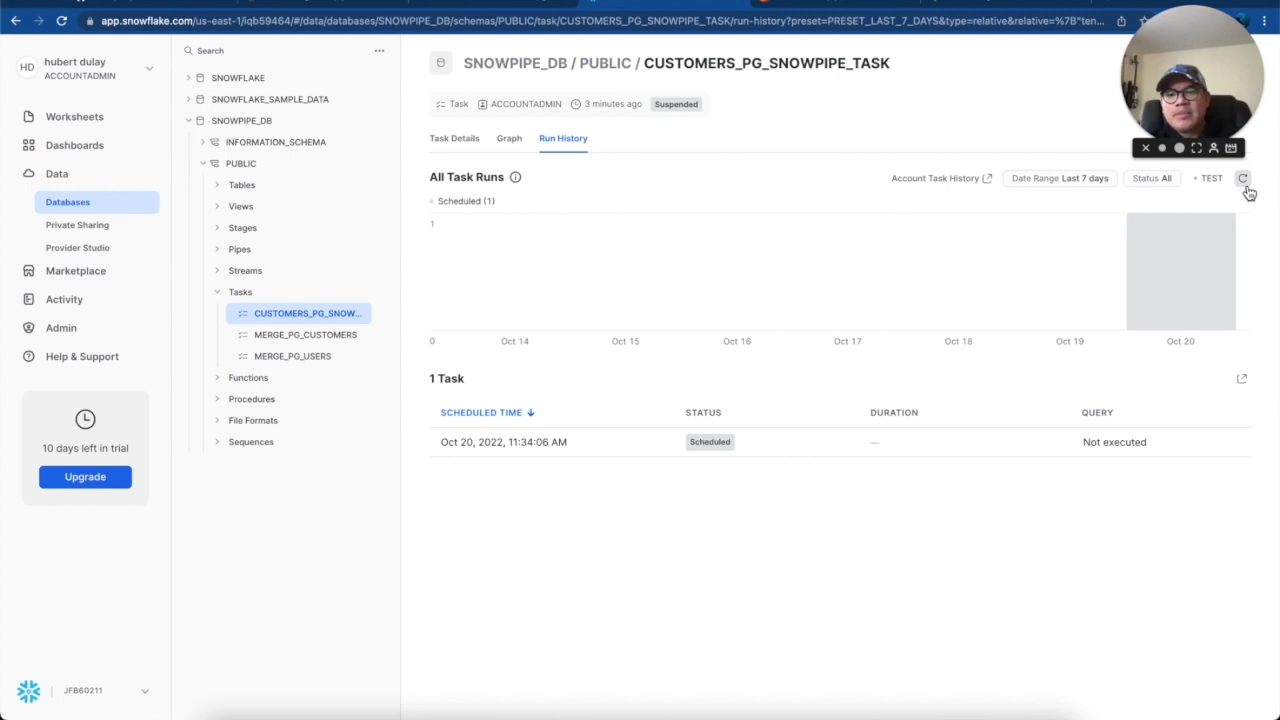 app.snowflake.com/us-east-1/iqb59464/#/data/databases/SNOWPIPE_DB/schemas/PUBLIC/task/CUSTOMERS_PG_SNOWPIPE_TASK/run-history?preset=PRESET_LAST_7_DAYS&type=relative&relative=%7B"ten...
HD
hubert dulay
ACCOUNTADMIN
Worksheets
Dashboards
Data
Databases
Private Sharing
Provider Studio
Marketplace
Activity
Admin
Help & Support
10 days left in trial
Upgrade
JFB60211
Search
SNOWFLAKE
SNOWFLAKE_SAMPLE_DATA
SNOWPIPE_DB
INFORMATION_SCHEMA
PUBLIC
Tables
Views
Stages
Pipes
Streams
Tasks
CUSTOMERS_PG_SNOW...
MERGE_PG_CUSTOMERS
MERGE_PG_USERS
Functions
Procedures
File Formats
Sequences
SNOWPIPE_DB / PUBLIC / CUSTOMERS_PG_SNOWPIPE_TASK
Task ACCOUNTADMIN 3 minutes ago Suspended
Task Details Graph Run History
All Task Runs Account Task History Date Range Last 7 days Status All TEST
Scheduled (1)
1
0 Oct 14 Oct 15 Oct 16 Oct 17 Oct 18 Oct 19 Oct 20
1 Task
SCHEDULED TIME STATUS DURATION QUERY
Oct 20, 2022, 11:34:06 AM Scheduled — Not executed